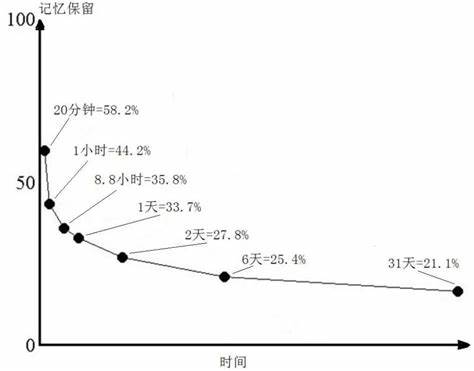 记忆保留
100
20分钟=58.2%
1小时=44.2%
8.8小时=35.8%
50
1天=33.7%
2天=27.8%
6天=25.4%
31天=21.1%
0
时间